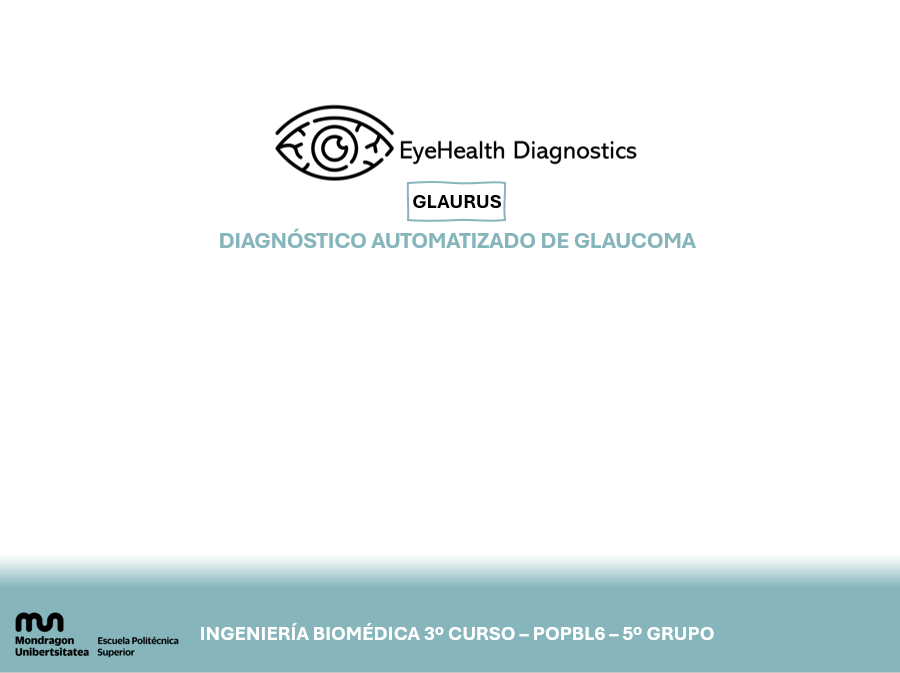 EyeHealth Diagnostics
GLAURUS
DIAGNÓSTICO AUTOMATIZADO DE GLAUCOMA
Mondragon
Unibertsitatea
Escuela Politécnica
Superior
INGENIERÍA BIOMÉDICA 3º CURSO – POPBL6 – 5º GRUPO